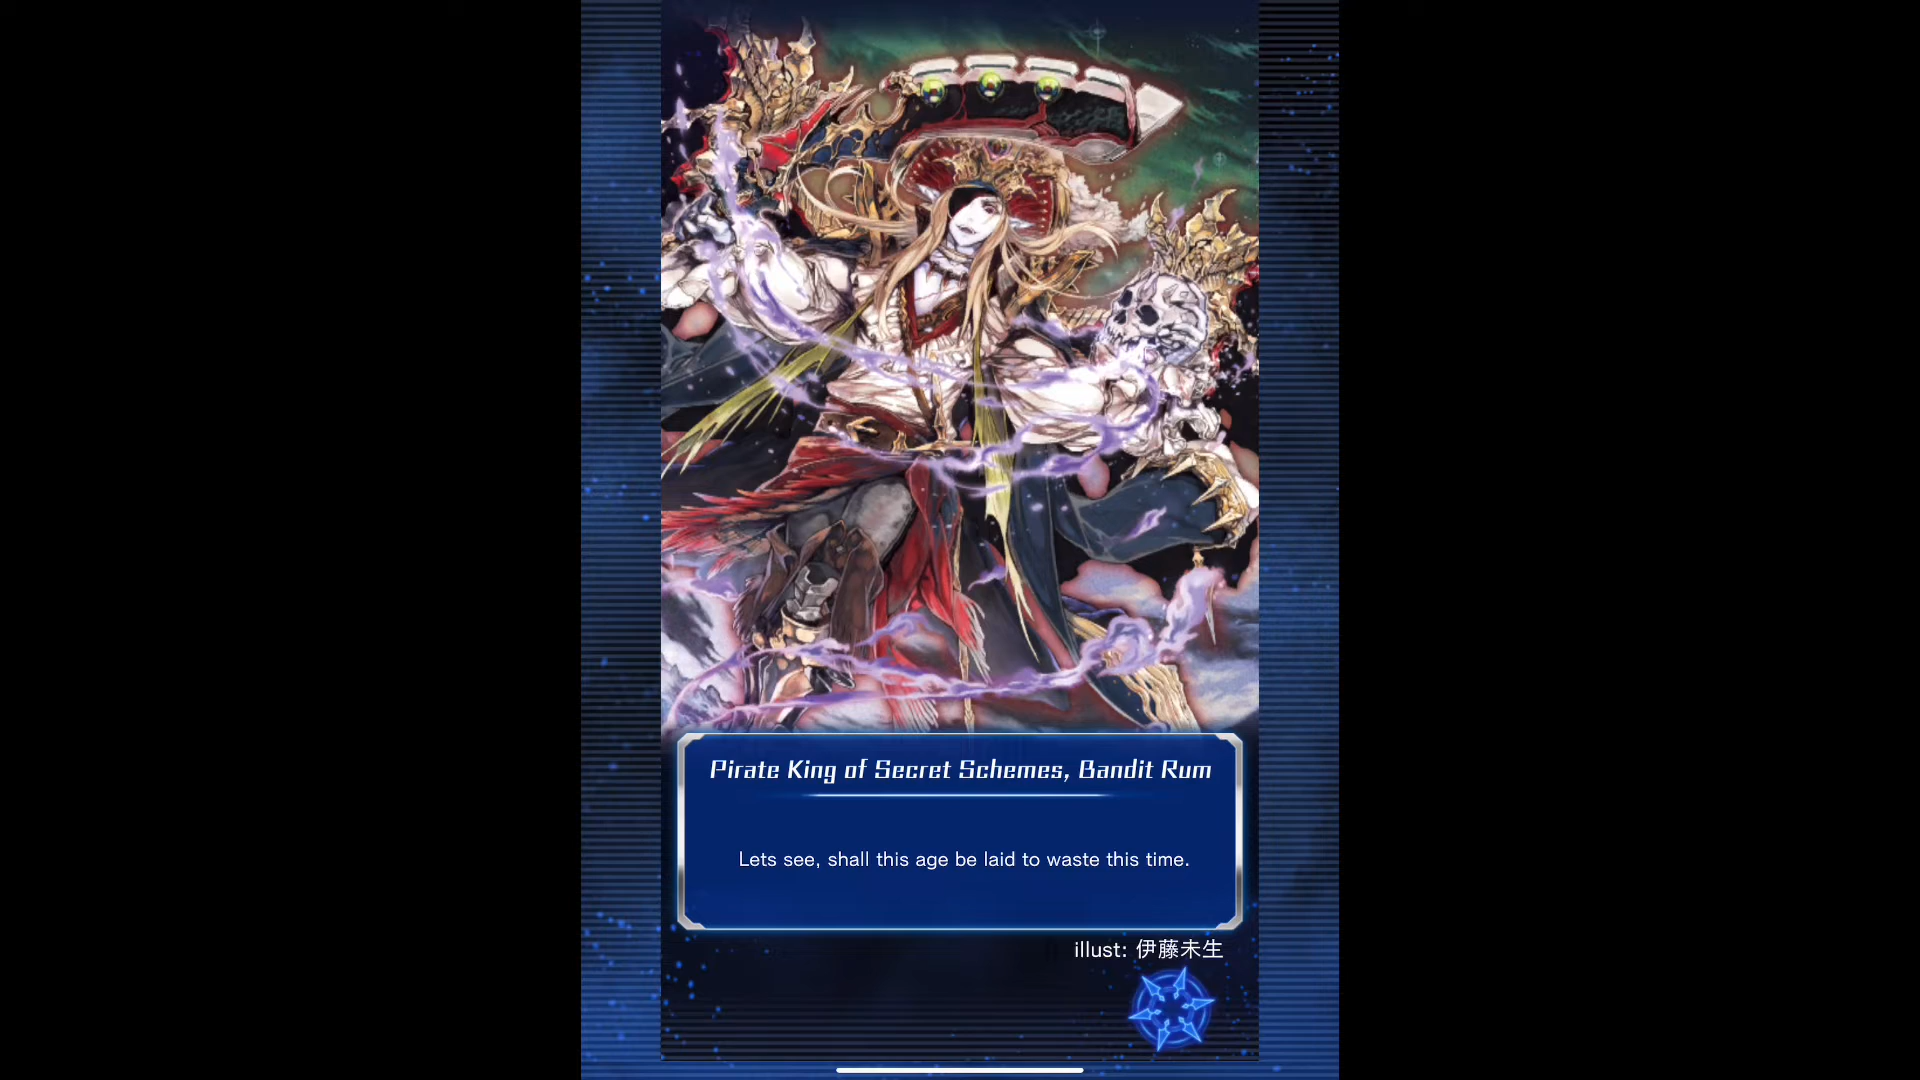 Pirate King of Secret Schemes, Bandit Rum
Lets see, shall this age be laid to waste this time.
illust: 伊藤未生